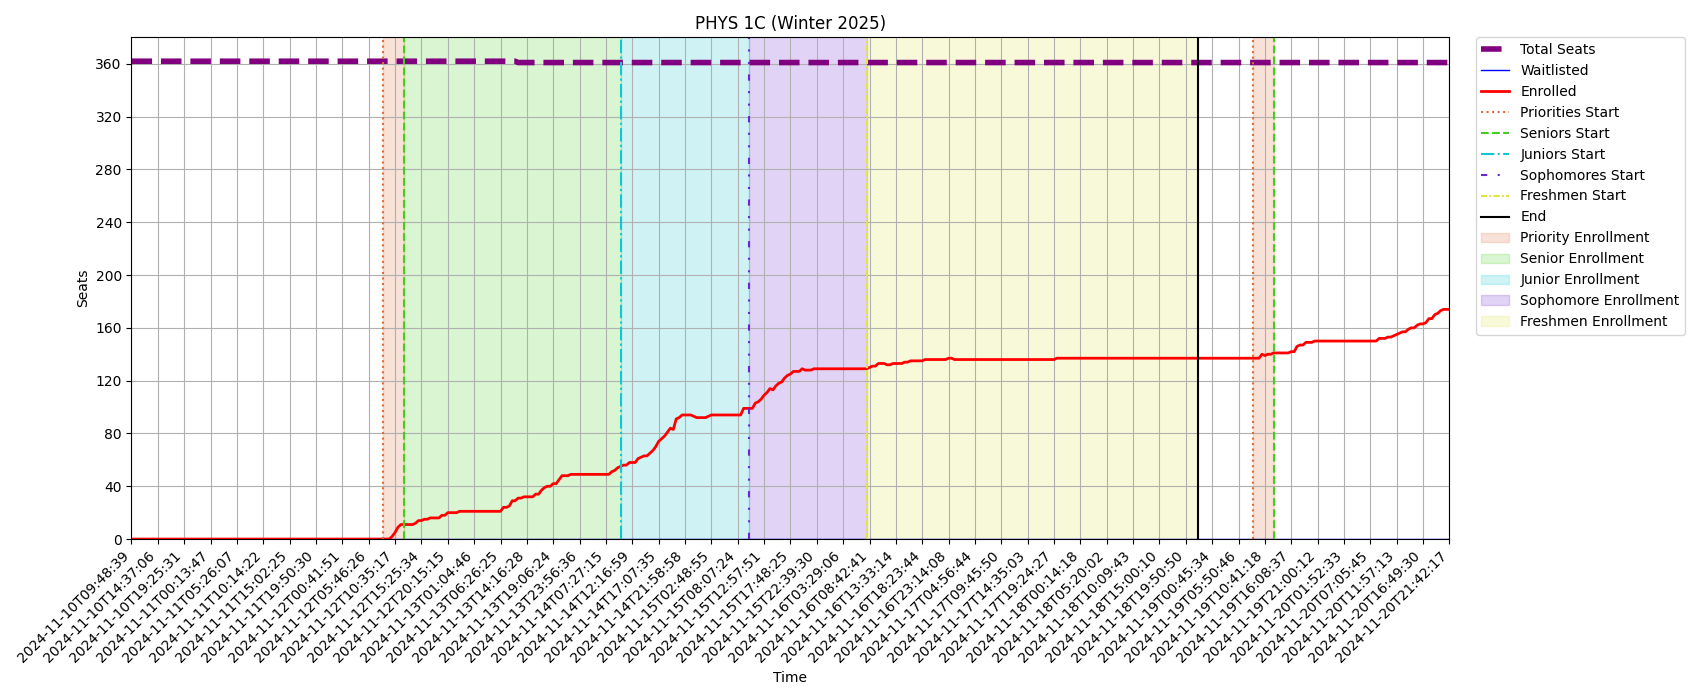 PHYS 1C (Winter 2025)
Seats
360
320
280
240
200
160
120
80
40
0
2024-11-10T09:48:39
2024-11-10T14:37:06
2024-11-10T19:25:31
2024-11-11T00:13:47
2024-11-11T05:26:07
2024-11-11T10:14:22
2024-11-11T15:02:25
2024-11-11T19:50:30
2024-11-12T00:41:51
2024-11-12T05:46:26
2024-11-12T10:35:17
2024-11-12T15:25:34
2024-11-12T20:15:15
2024-11-13T01:04:46
2024-11-13T06:26:25
2024-11-13T14:16:28
2024-11-13T19:06:24
2024-11-13T23:56:36
2024-11-14T07:27:15
2024-11-14T12:16:59
2024-11-14T17:07:35
2024-11-14T21:58:58
2024-11-15T02:48:55
2024-11-15T08:07:24
2024-11-15T12:57:51
2024-11-15T17:48:25
2024-11-15T22:39:30
2024-11-16T03:29:06
2024-11-16T08:42:41
2024-11-16T13:33:14
2024-11-16T18:23:44
2024-11-16T23:14:08
2024-11-17T04:56:44
2024-11-17T09:45:50
2024-11-17T14:35:03
2024-11-17T19:24:27
2024-11-18T00:14:18
2024-11-18T05:20:02
2024-11-18T10:09:43
2024-11-18T15:00:10
2024-11-18T19:50:50
2024-11-19T00:45:34
2024-11-19T05:50:46
2024-11-19T10:41:18
2024-11-19T16:08:37
2024-11-19T21:00:12
2024-11-20T01:52:33
2024-11-20T07:05:45
2024-11-20T11:57:13
2024-11-20T16:49:30
2024-11-20T21:42:17
Time
Total Seats
Waitlisted
Enrolled
Priorities Start
Seniors Start
Juniors Start
Sophomores Start
Freshmen Start
End
Priority Enrollment
Senior Enrollment
Junior Enrollment
Sophomore Enrollment
Freshmen Enrollment